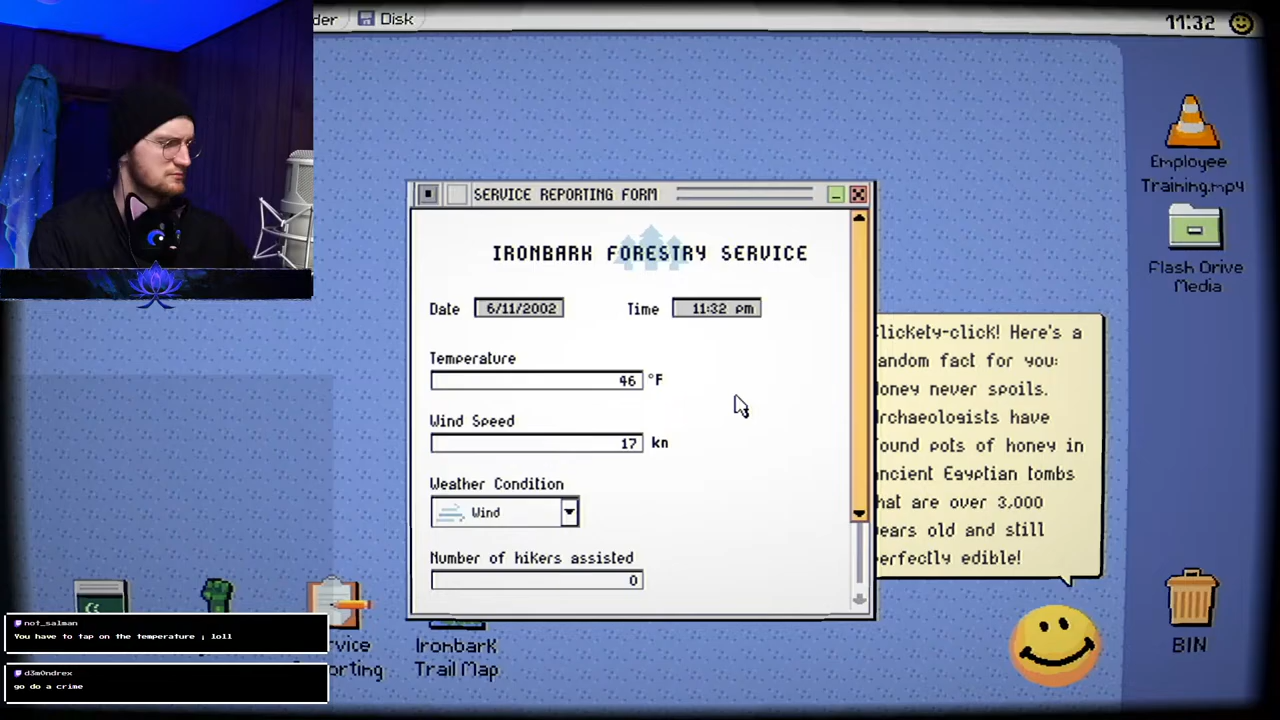 der
Disk
11:32
Employee
Training.mp4
Flash Drive
Media
SERVICE REPORTING FORM
IRONBARK FORESTRY SERVICE
Date 6/11/2002 Time 11:32 pm
Temperature
46 °F
Wind Speed
17 kn
Weather Condition
Wind
Number of hikers assisted
0
Clickety-click! Here's a
andom fact for you:
oney never spoils.
rchaeologists have
ound pots of honey in
ncient Egyptian tombs
hat are over 3,000
ears old and still
erfectly edible!
rvice
orting
Ironbark
Trail Map
BIN
not_salman
You have to tap on the temperature ; loll
d3m0ndrex
go do a crime